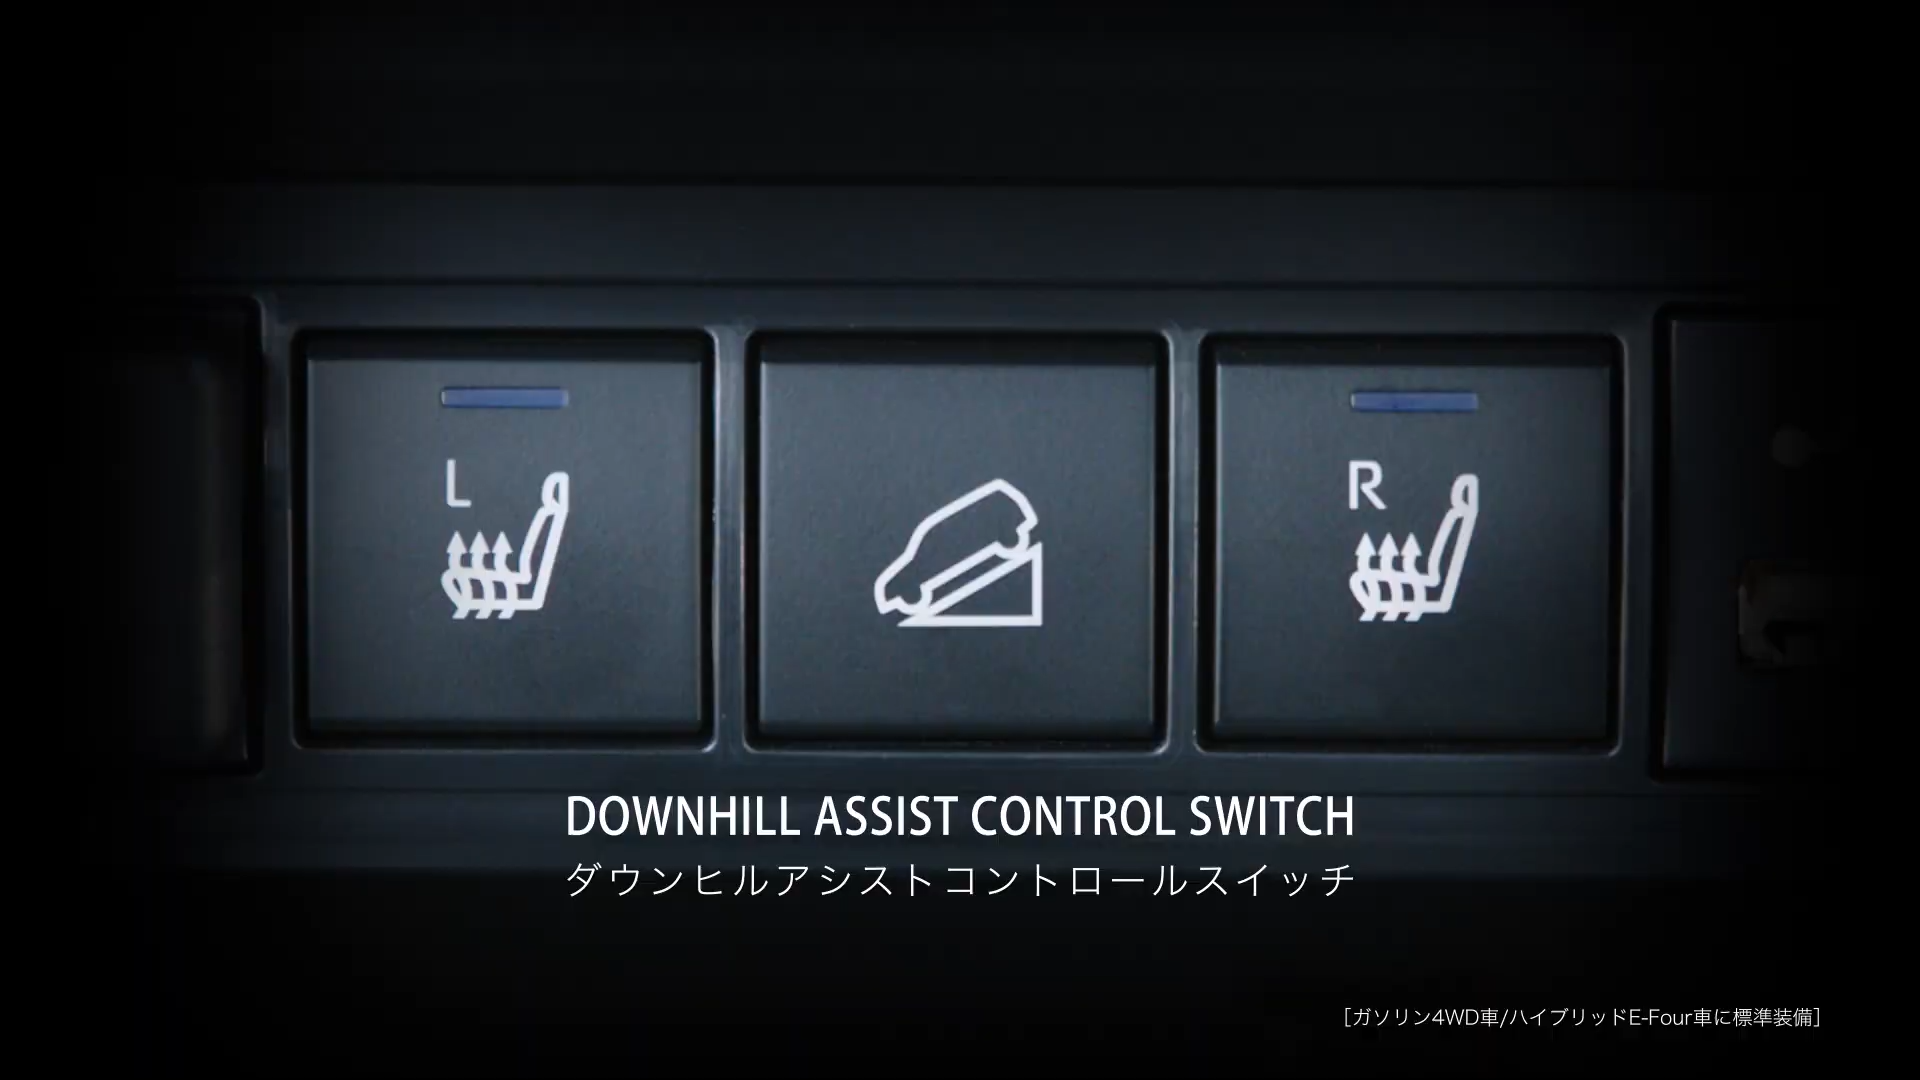 L
R
DOWNHILL ASSIST CONTROL SWITCH
ダウンヒルアシストコントロールスイッチ
［ガソリン4WD車/ハイブリッドE-Four車に標準装備］